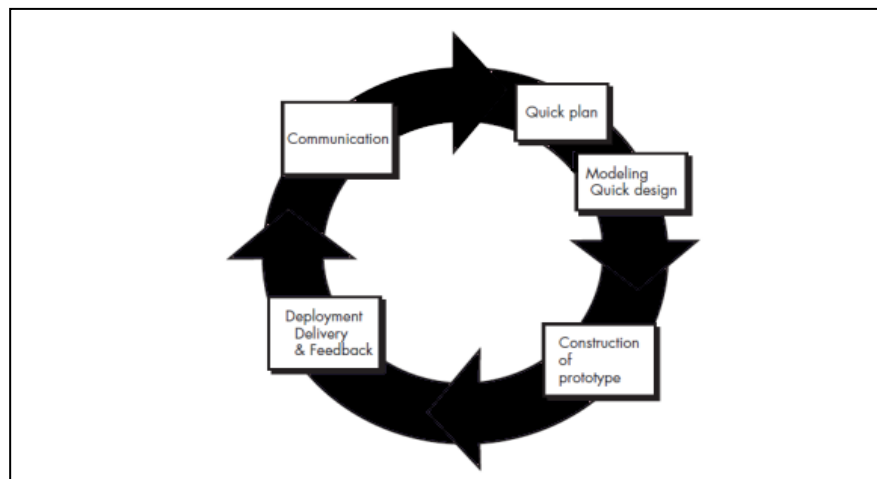 Communication
Quick plan
Modeling
Quick design
Construction
of
prototype
Deployment
Delivery
& Feedback